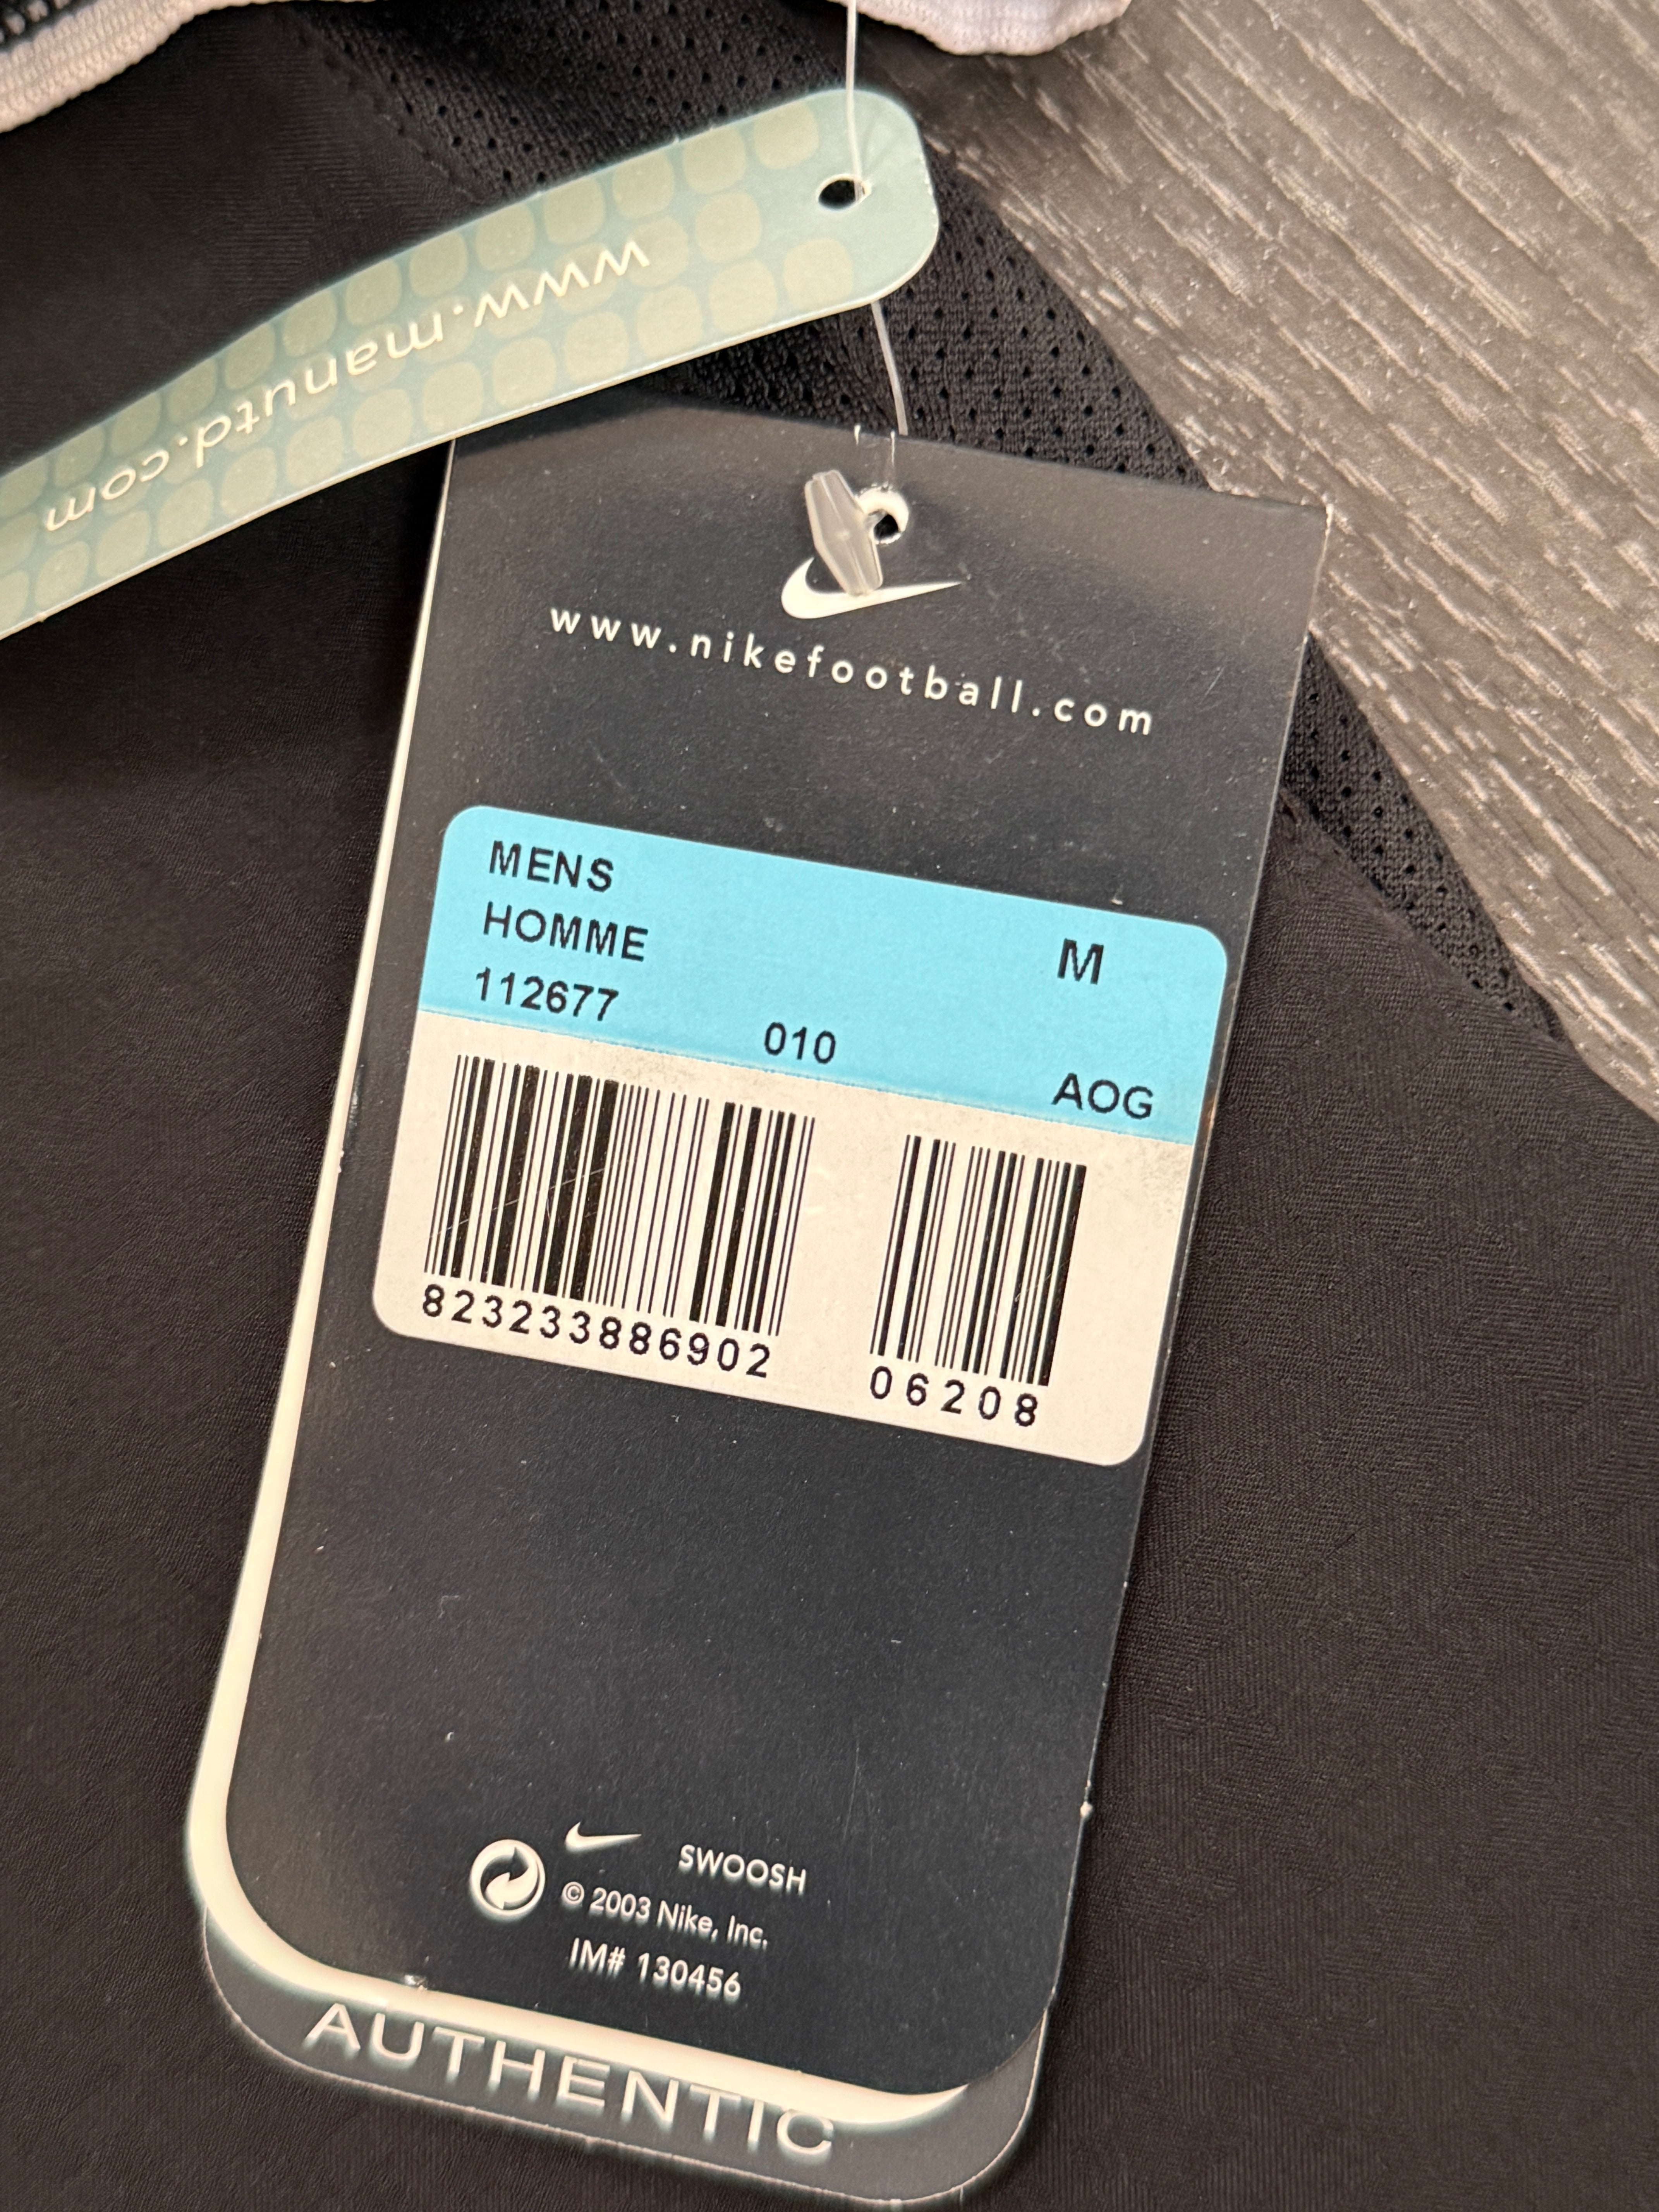 www.manutd.com
www.nikefootball.com
MENS
HOMME M
112677 010 AOG
823233886902 06208
SWOOSH
© 2003 Nike, Inc.
IM# 130456
AUTHENTIC